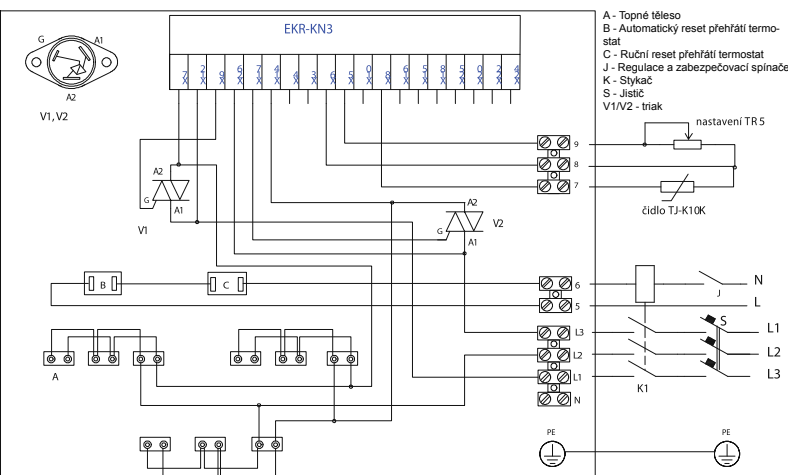 EKR-KN3
G
A1
A2
V1, V2
A - Topné těleso
B - Automatický reset přehřátí termo-
stat
C - Ruční reset přehřátí termostat
J - Regulace a zabezpečovací spínače
K - Stykač
S - Jistič
V1/V2 - triak
nastavení TR 5
9
8
7
čidlo TJ-K10K
A2
G
A1
V1
A2
G
A1
V2
B
C
6
5
J
N
L
A
L3
L2
L1
N
S
L1
L2
L3
K1
PE
PE